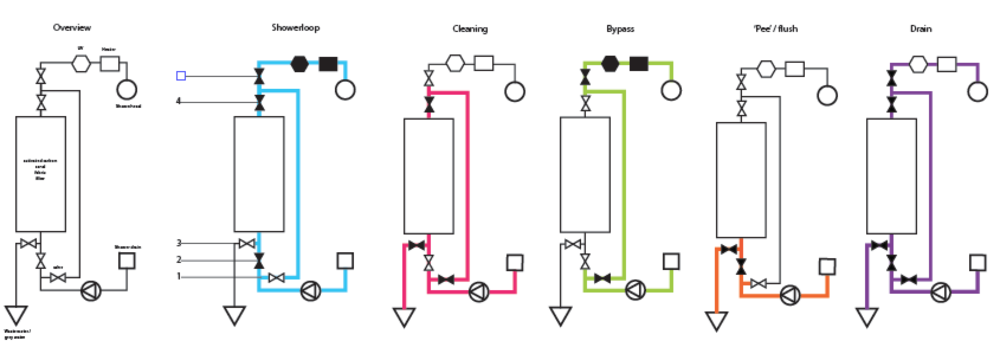 Overview
Showerloop
Cleaning
Bypass
'Pee' / flush
Drain
UV
Heater
Showerhead
4
activated carbon
sand
fabric
filter
3
2
1
Shower drain
valve
Wastewater /
grey water